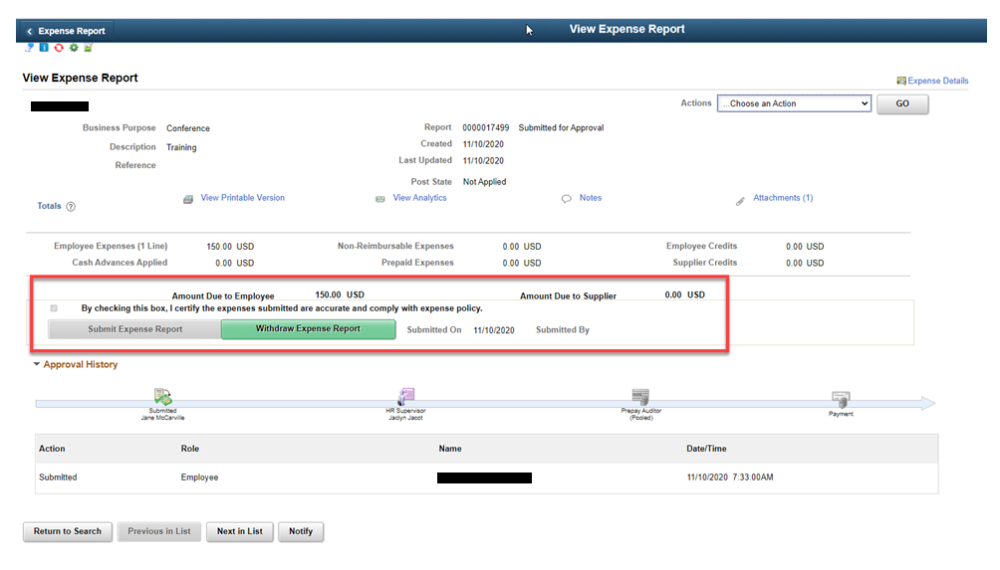 Expense Report
View Expense Report
View Expense Report
Expense Details
Actions ...Choose an Action GO
Business Purpose Conference Report 0000017499 Submitted for Approval
Description Training Created 11/10/2020
Reference Last Updated 11/10/2020
Post State Not Applied
Totals ? View Printable Version View Analytics Notes Attachments (1)
Employee Expenses (1 Line) 150.00 USD Non-Reimbursable Expenses 0.00 USD Employee Credits 0.00 USD
Cash Advances Applied 0.00 USD Prepaid Expenses 0.00 USD Supplier Credits 0.00 USD
Amount Due to Employee 150.00 USD Amount Due to Supplier 0.00 USD
By checking this box, I certify the expenses submitted are accurate and comply with expense policy.
Submit Expense Report Withdraw Expense Report Submitted On 11/10/2020 Submitted By
Approval History
Submitted HR Supervisor Prepay Auditor Payment
Jane McCarville Jaclyn Jacot (Pooled)
Action Role Name Date/Time
Submitted Employee 11/10/2020 7:33:00AM
Return to Search Previous in List Next in List Notify